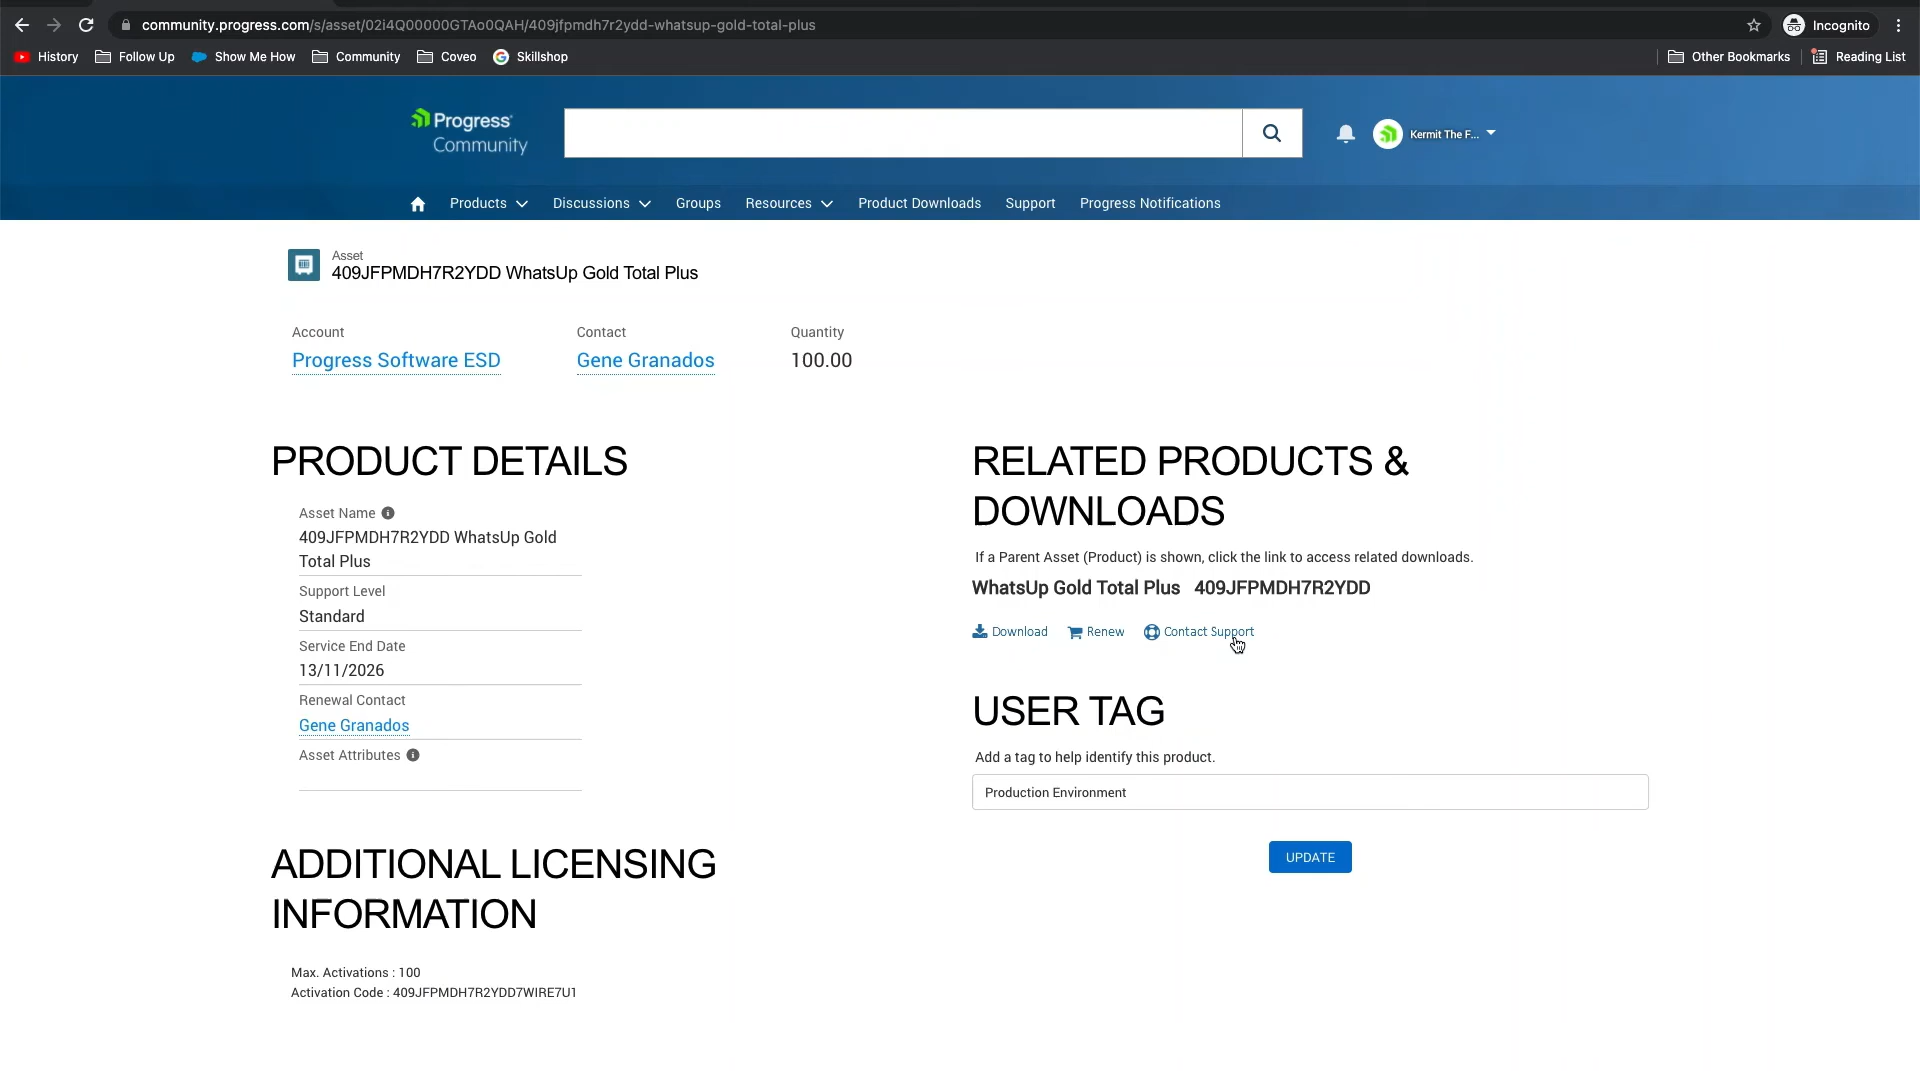 community.progress.com/s/asset/02i4Q00000GTAo0QAH/409jfpmdh7r2ydd-whatsup-gold-total-plus
Incognito
History
Follow Up
Show Me How
Community
Coveo
Skillshop
Other Bookmarks
Reading List
Progress
Community
Kermit The F...
Products
Discussions
Groups
Resources
Product Downloads
Support
Progress Notifications
Asset
409JFPMDH7R2YDD WhatsUp Gold Total Plus
Account
Contact
Quantity
Progress Software ESD
Gene Granados
100.00
PRODUCT DETAILS
Asset Name
409JFPMDH7R2YDD WhatsUp Gold
Total Plus
Support Level
Standard
Service End Date
13/11/2026
Renewal Contact
Gene Granados
Asset Attributes
ADDITIONAL LICENSING
INFORMATION
Max. Activations : 100
Activation Code : 409JFPMDH7R2YDD7WIRE7U1
RELATED PRODUCTS &
DOWNLOADS
If a Parent Asset (Product) is shown, click the link to access related downloads.
WhatsUp Gold Total Plus 409JFPMDH7R2YDD
Download
Renew
Contact Support
USER TAG
Add a tag to help identify this product.
Production Environment
UPDATE